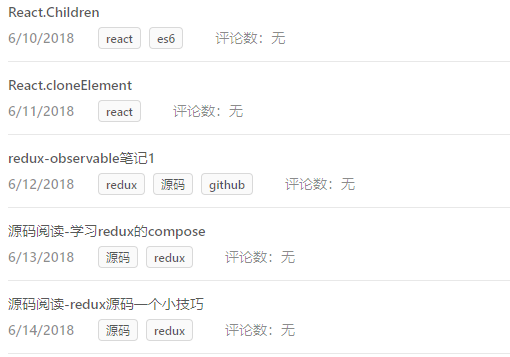 React.Children
6/10/2018 react es6 评论数：无
React.cloneElement
6/11/2018 react 评论数：无
redux-observable笔记1
6/12/2018 redux 源码 github 评论数：无
源码阅读-学习redux的compose
6/13/2018 源码 redux 评论数：无
源码阅读-redux源码一个小技巧
6/14/2018 源码 redux 评论数：无